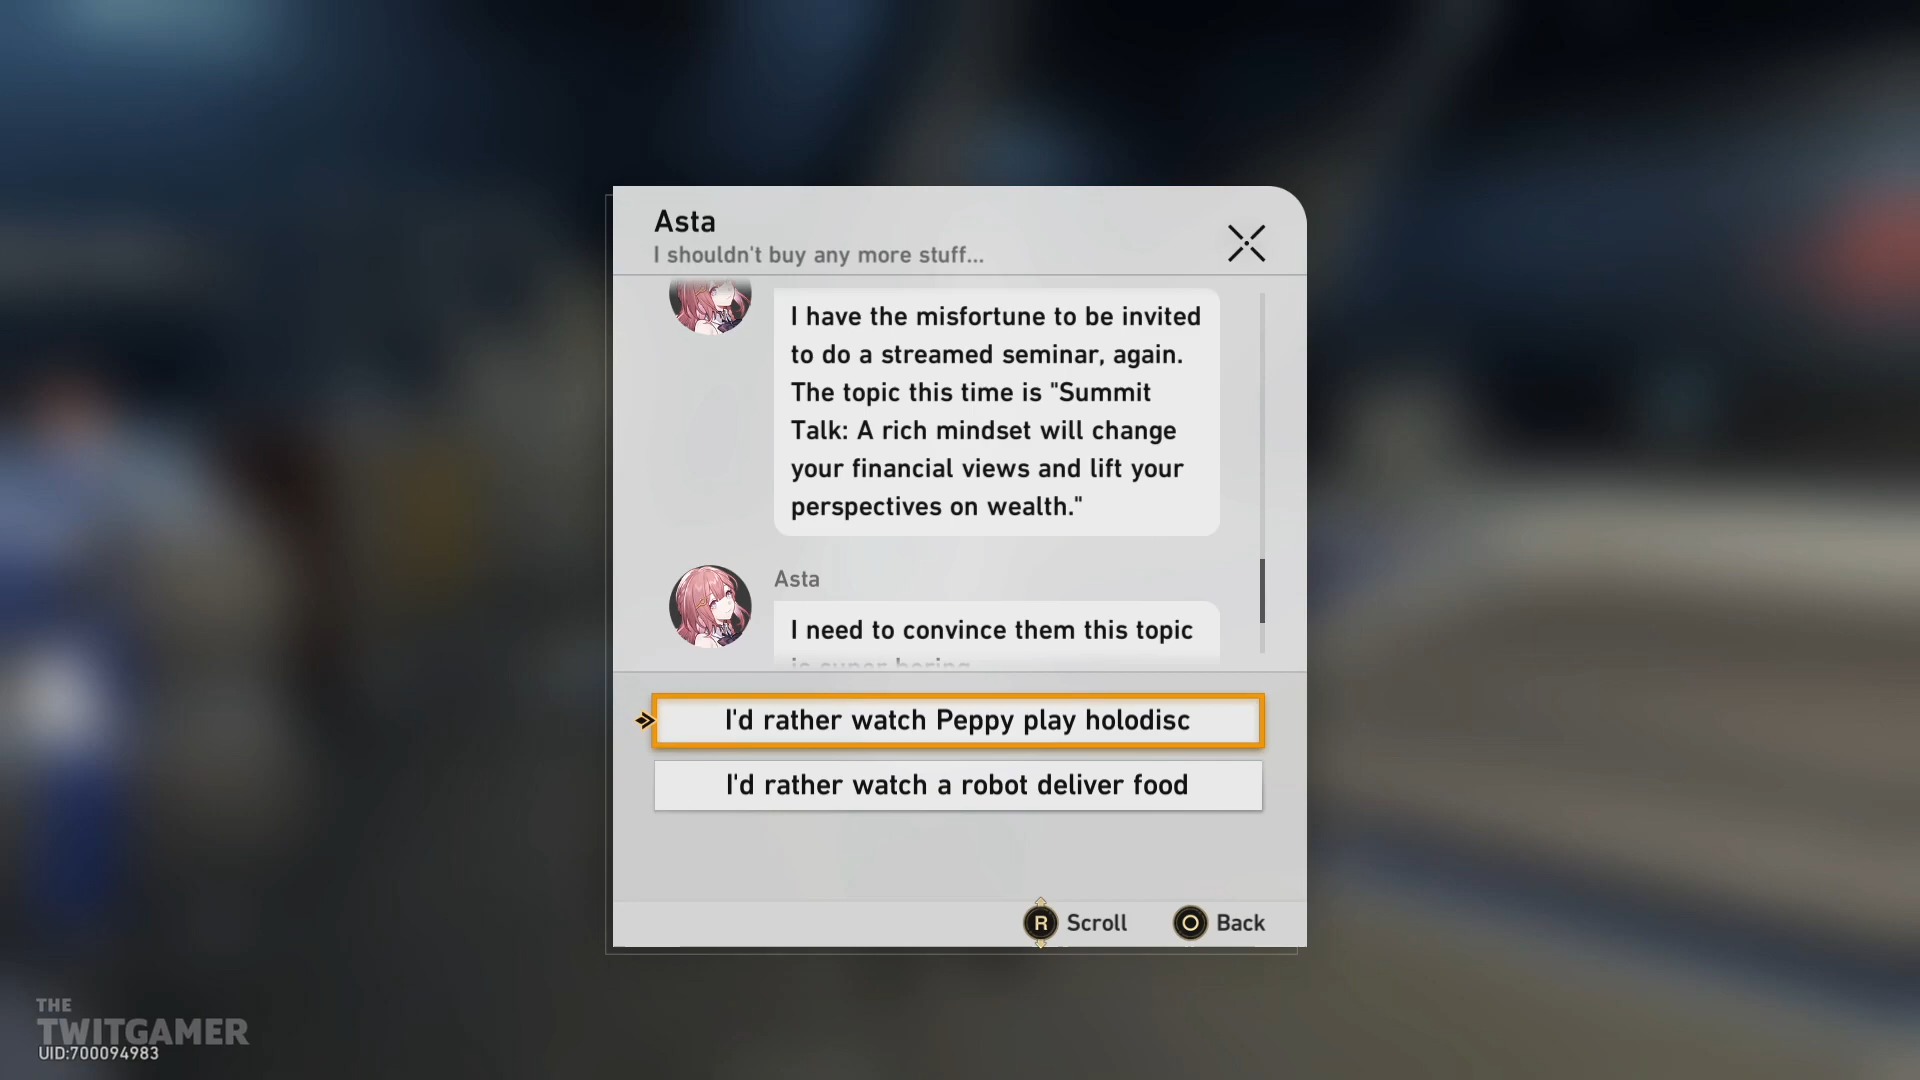 Asta
I shouldn't buy any more stuff...
I have the misfortune to be invited
to do a streamed seminar, again.
The topic this time is "Summit
Talk: A rich mindset will change
your financial views and lift your
perspectives on wealth."
Asta
I need to convince them this topic
is super boring
I'd rather watch Peppy play holodisc
I'd rather watch a robot deliver food
R Scroll
Back
THE
TWITGAMER
UID:700094983